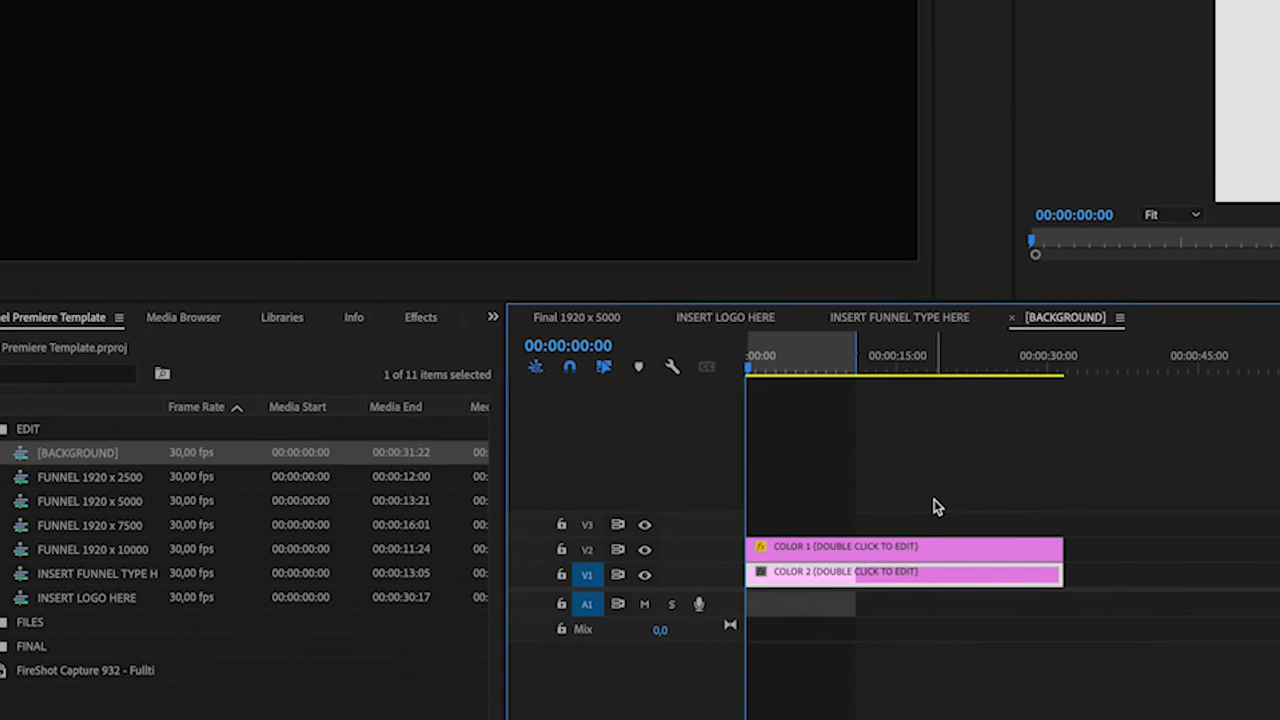 00:00:00:00 Fit
nel Premiere Template Media Browser Libraries Info Effects
Final 1920 x 5000 INSERT LOGO HERE INSERT FUNNEL TYPE HERE [BACKGROUND]
Premiere Template.prproj
00:00:00:00
:00:00 00:00:15:00 00:00:30:00 00:00:45:00
1 of 11 items selected
Frame Rate Media Start Media End Me
EDIT
[BACKGROUND] 30,00 fps 00:00:00:00 00:00:31:22 00:
FUNNEL 1920 x 2500 30,00 fps 00:00:00:00 00:00:12:00 00:
FUNNEL 1920 x 5000 30,00 fps 00:00:00:00 00:00:13:21 00:
FUNNEL 1920 x 7500 30,00 fps 00:00:00:00 00:00:16:01 00:
FUNNEL 1920 x 10000 30,00 fps 00:00:00:00 00:00:11:24 00:
INSERT FUNNEL TYPE H 30,00 fps 00:00:00:00 00:00:13:05 00:
INSERT LOGO HERE 30,00 fps 00:00:00:00 00:00:30:17 00:
FILES
FINAL
FireShot Capture 932 - Fullti
V3
V2 fx COLOR 1 (DOUBLE CLICK TO EDIT)
V1 COLOR 2 (DOUBLE CLICK TO EDIT)
A1 M S
Mix 0,0